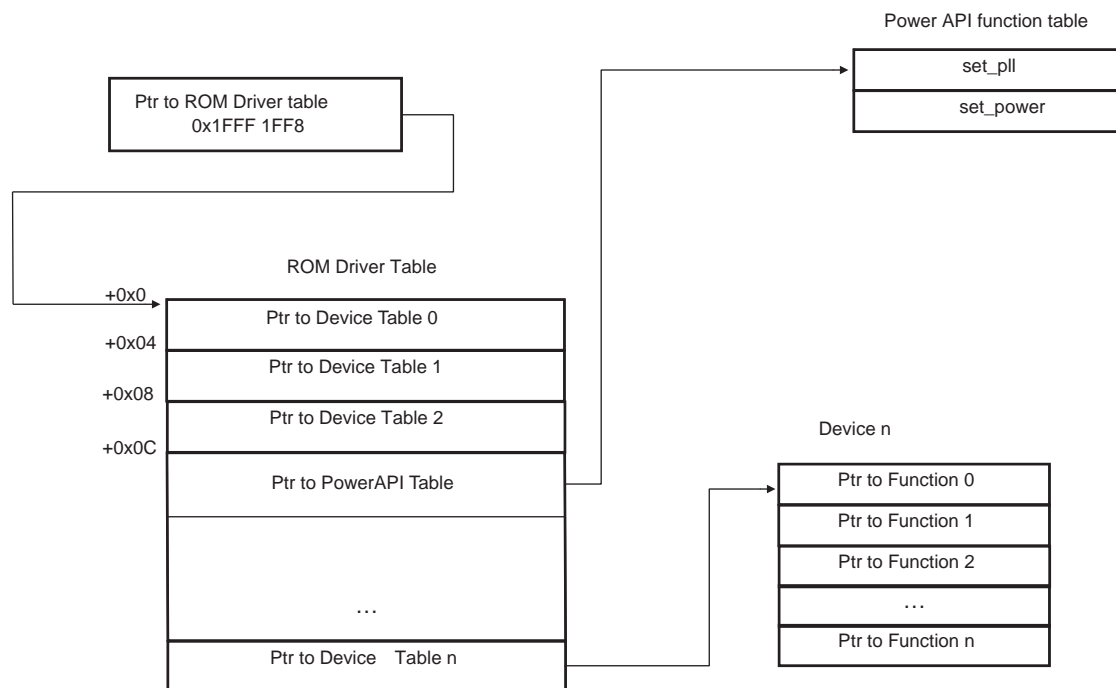 Power API function table
set_pll
set_power
Ptr to ROM Driver table
0x1FFF 1FF8
ROM Driver Table
+0x0
Ptr to Device Table 0
+0x04
Ptr to Device Table 1
+0x08
Ptr to Device Table 2
+0x0C
Ptr to PowerAPI Table
…
Ptr to Device Table n
Device n
Ptr to Function 0
Ptr to Function 1
Ptr to Function 2
…
Ptr to Function n